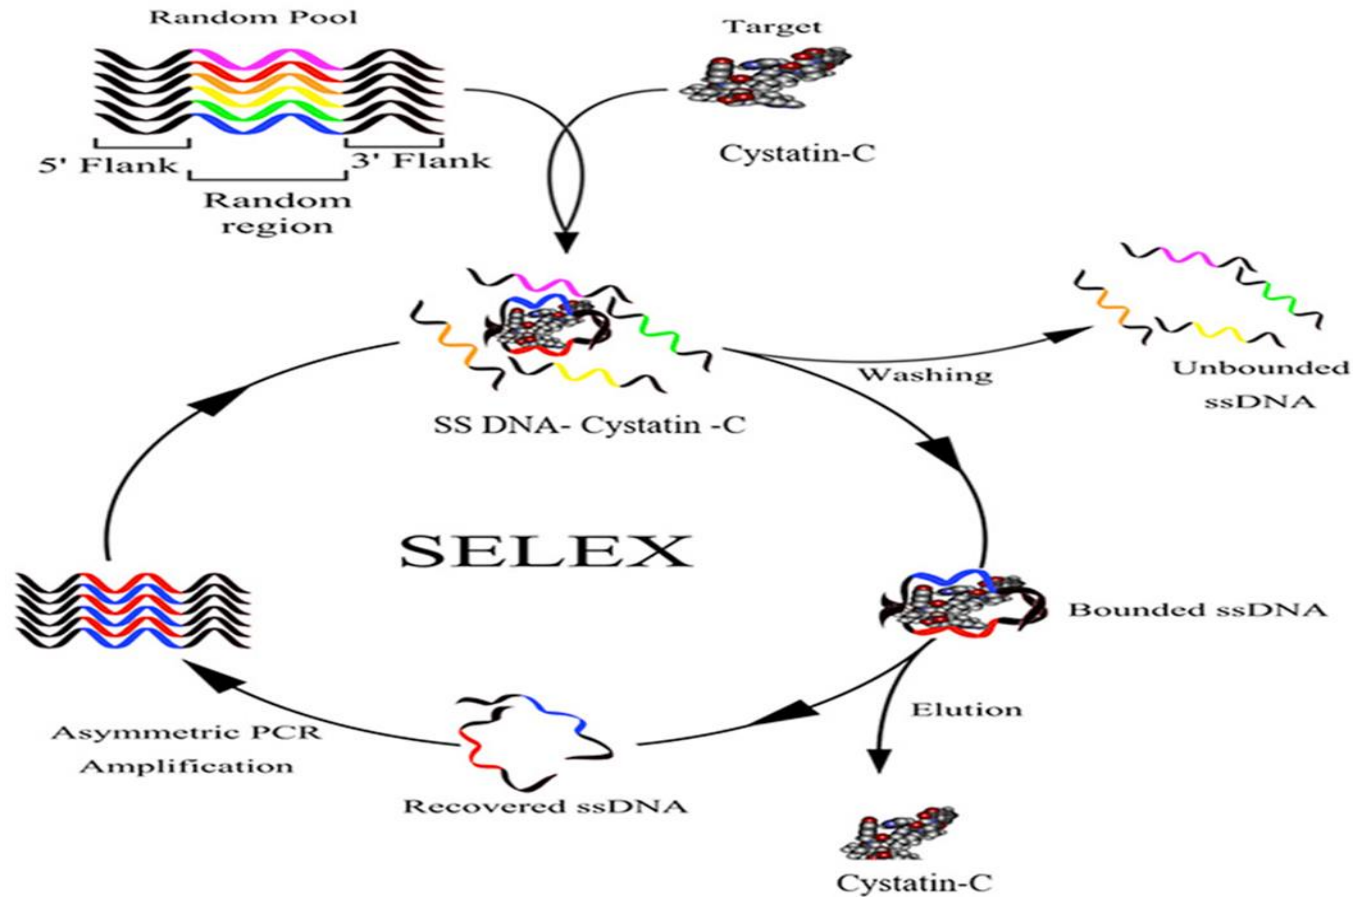 Random Pool
Target
5' Flank
3' Flank
Cystatin-C
Random
region
Washing
Unbounded
ssDNA
SS DNA- Cystatin -C
SELEX
Bounded ssDNA
Elution
Asymmetric PCR
Amplification
Recovered ssDNA
Cystatin-C